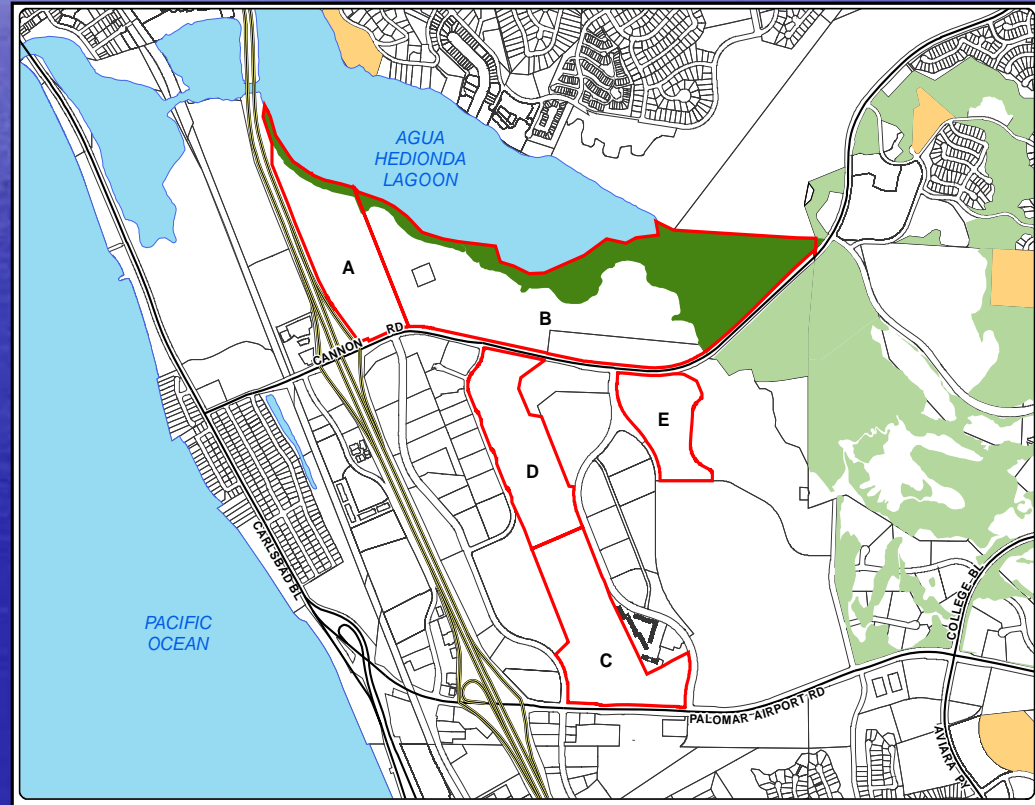 AGUA
HEDIONDA
LAGOON
A
B
CANNON RD
E
D
CARLSBAD BL
COLLEGE BL
PACIFIC
OCEAN
C
PALOMAR AIRPORT RD
AVIARA P